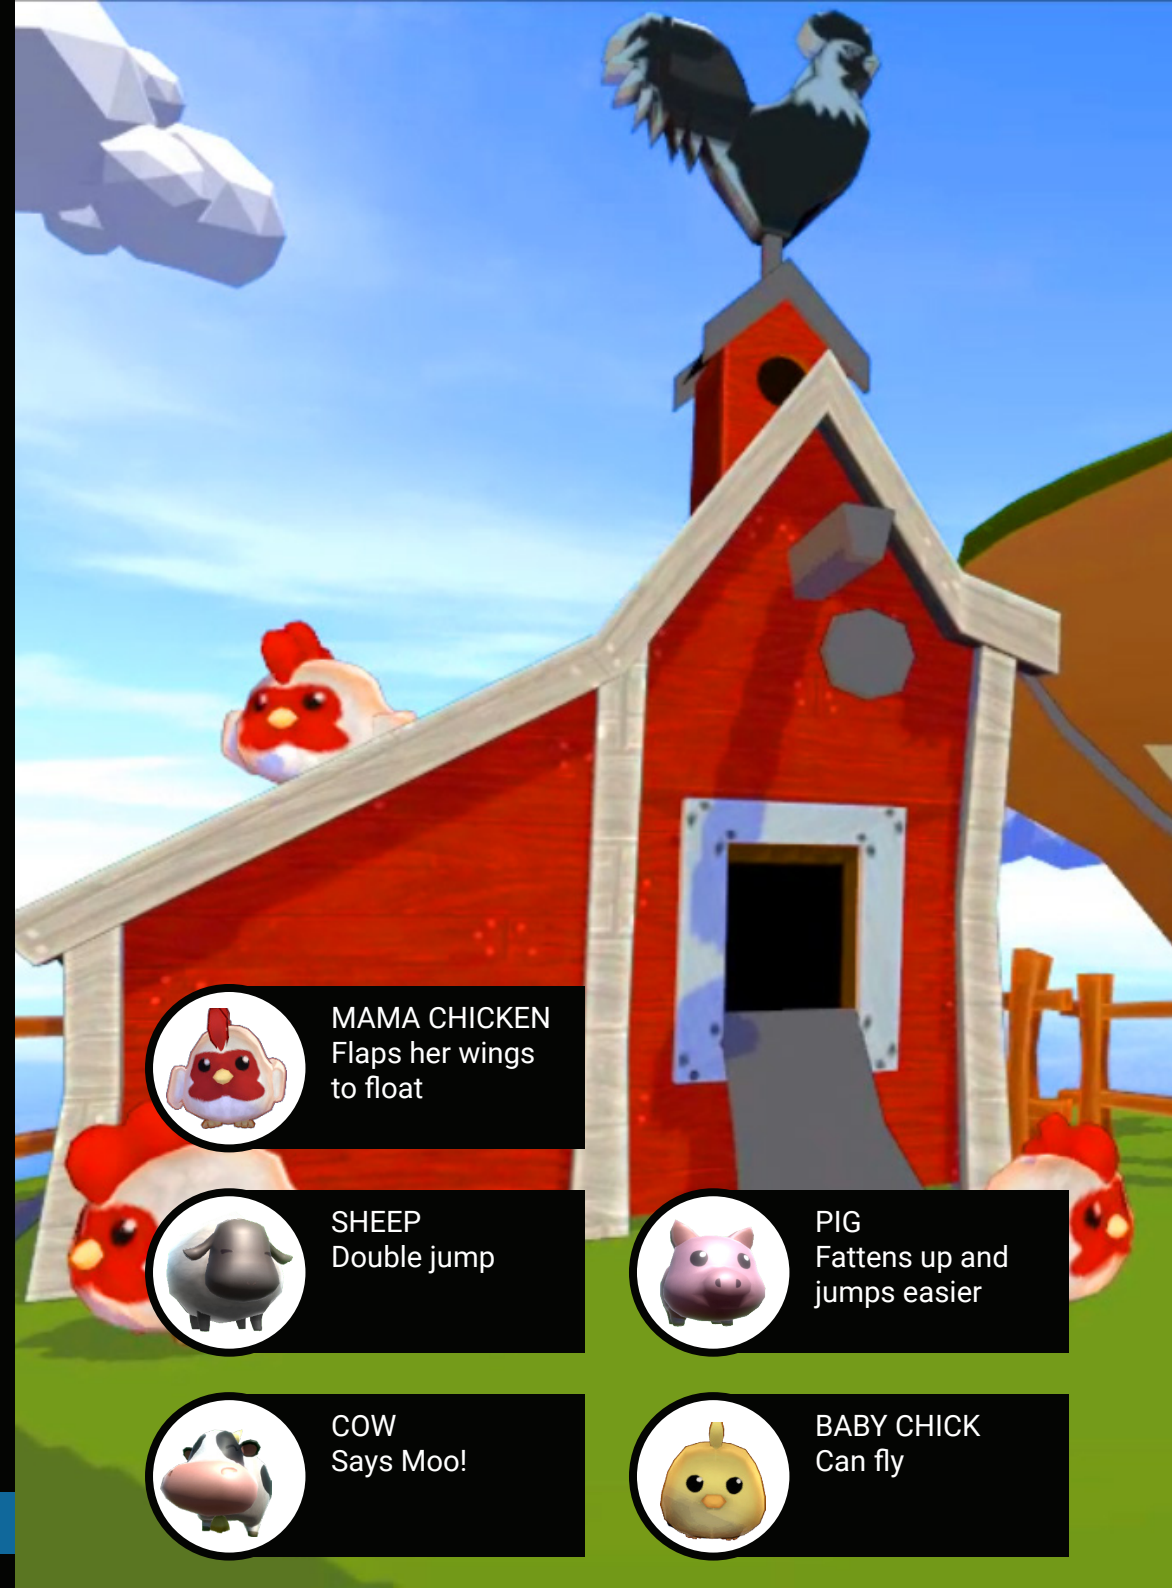 MAMA CHICKEN
Flaps her wings
to float
SHEEP
Double jump
PIG
Fattens up and
jumps easier
COW
Says Moo!
BABY CHICK
Can fly